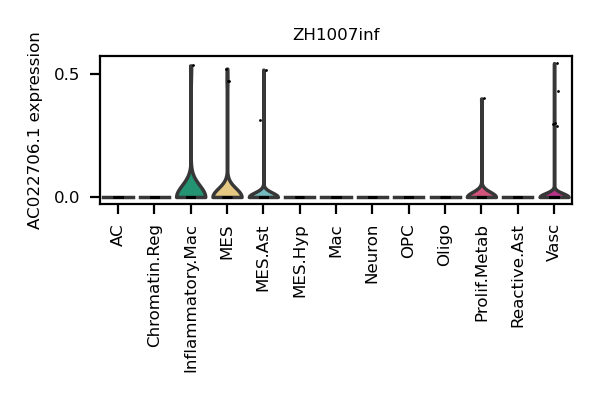 ZH1007inf
AC022706.1 expression
0.5
0.0
AC
Chromatin.Reg
Inflammatory.Mac
MES
MES.Ast
MES.Hyp
Mac
Neuron
OPC
Oligo
Prolif.Metab
Reactive.Ast
Vasc